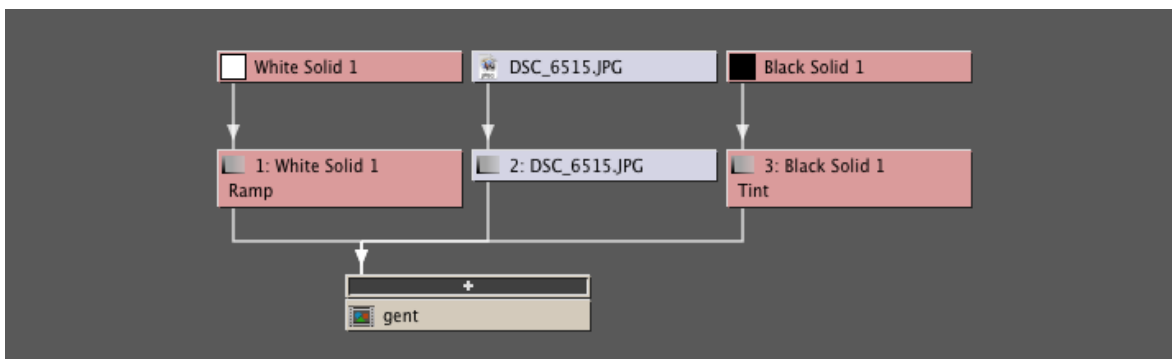 White Solid 1
DSC_6515.JPG
Black Solid 1
1: White Solid 1
Ramp
2: DSC_6515.JPG
3: Black Solid 1
Tint
gent